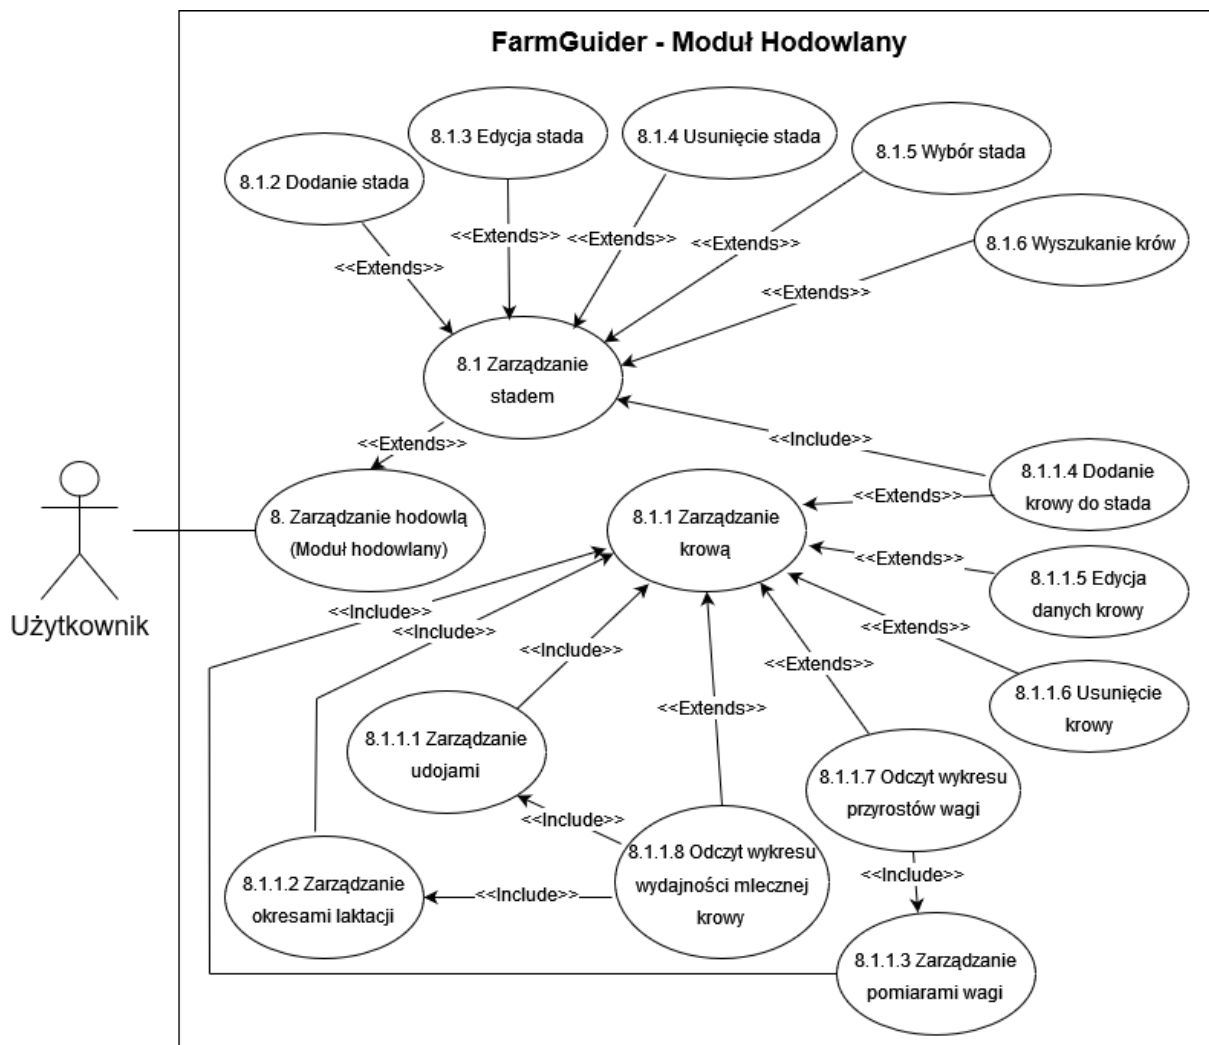 FarmGuider - Moduł Hodowlany
8.1.2 Dodanie stada
8.1.3 Edycja stada
8.1.4 Usunięcie stada
8.1.5 Wybór stada
8.1.6 Wyszukanie krów
<<Extends>>
<<Extends>>
<<Extends>>
<<Extends>>
<<Extends>>
8.1 Zarządzanie
stadem
<<Extends>>
<<Include>>
8. Zarządzanie hodowlą
(Moduł hodowlany)
8.1.1 Zarządzanie
krową
<<Extends>>
8.1.1.4 Dodanie
krowy do stada
<<Extends>>
8.1.1.5 Edycja
danych krowy
Użytkownik
<<Include>>
<<Include>>
<<Include>>
<<Extends>>
<<Extends>>
<<Extends>>
8.1.1.6 Usunięcie
krowy
8.1.1.1 Zarządzanie
udojami
8.1.1.7 Odczyt wykresu
przyrostów wagi
<<Include>>
8.1.1.8 Odczyt wykresu
wydajności mlecznej
krowy
<<Include>>
8.1.1.2 Zarządzanie
okresami laktacji
<<Include>>
8.1.1.3 Zarządzanie
pomiarami wagi